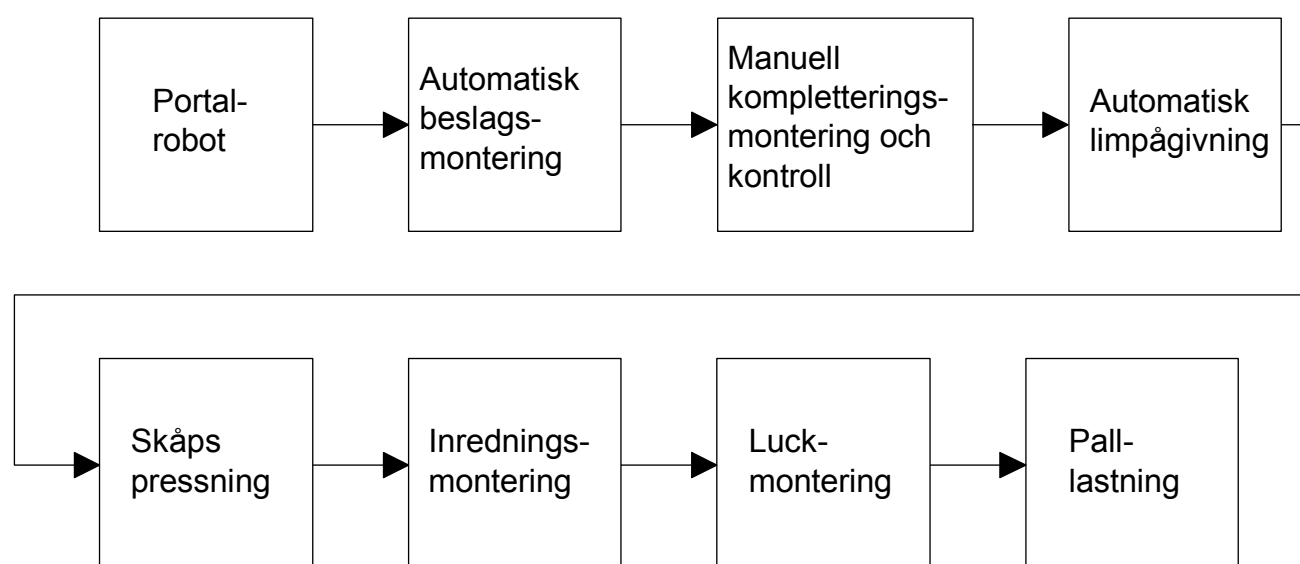 Portal-
robot
Automatisk
beslags-
montering
Manuell
kompletterings-
montering och
kontroll
Automatisk
limpågivning
Skåps
pressning
Inrednings-
montering
Luck-
montering
Pall-
lastning